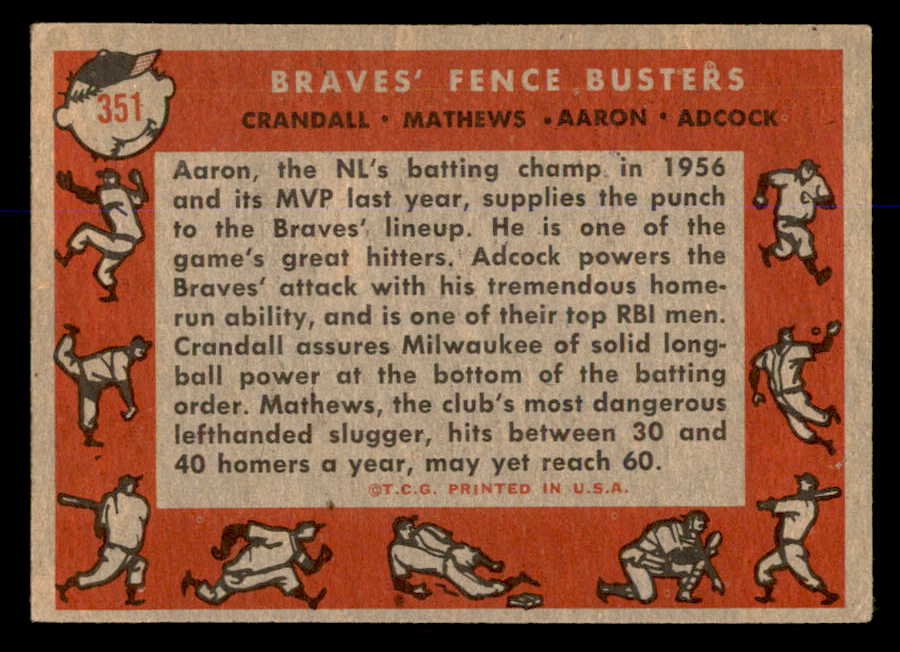 351
BRAVES' FENCE BUSTERS
CRANDALL • MATHEWS • AARON • ADCOCK
Aaron, the NL's batting champ in 1956
and its MVP last year, supplies the punch
to the Braves' lineup. He is one of the
game's great hitters. Adcock powers the
Braves' attack with his tremendous home-
run ability, and is one of their top RBI men.
Crandall assures Milwaukee of solid long-
ball power at the bottom of the batting
order. Mathews, the club's most dangerous
lefthanded slugger, hits between 30 and
40 homers a year, may yet reach 60.
©T.C.G. PRINTED IN U.S.A.